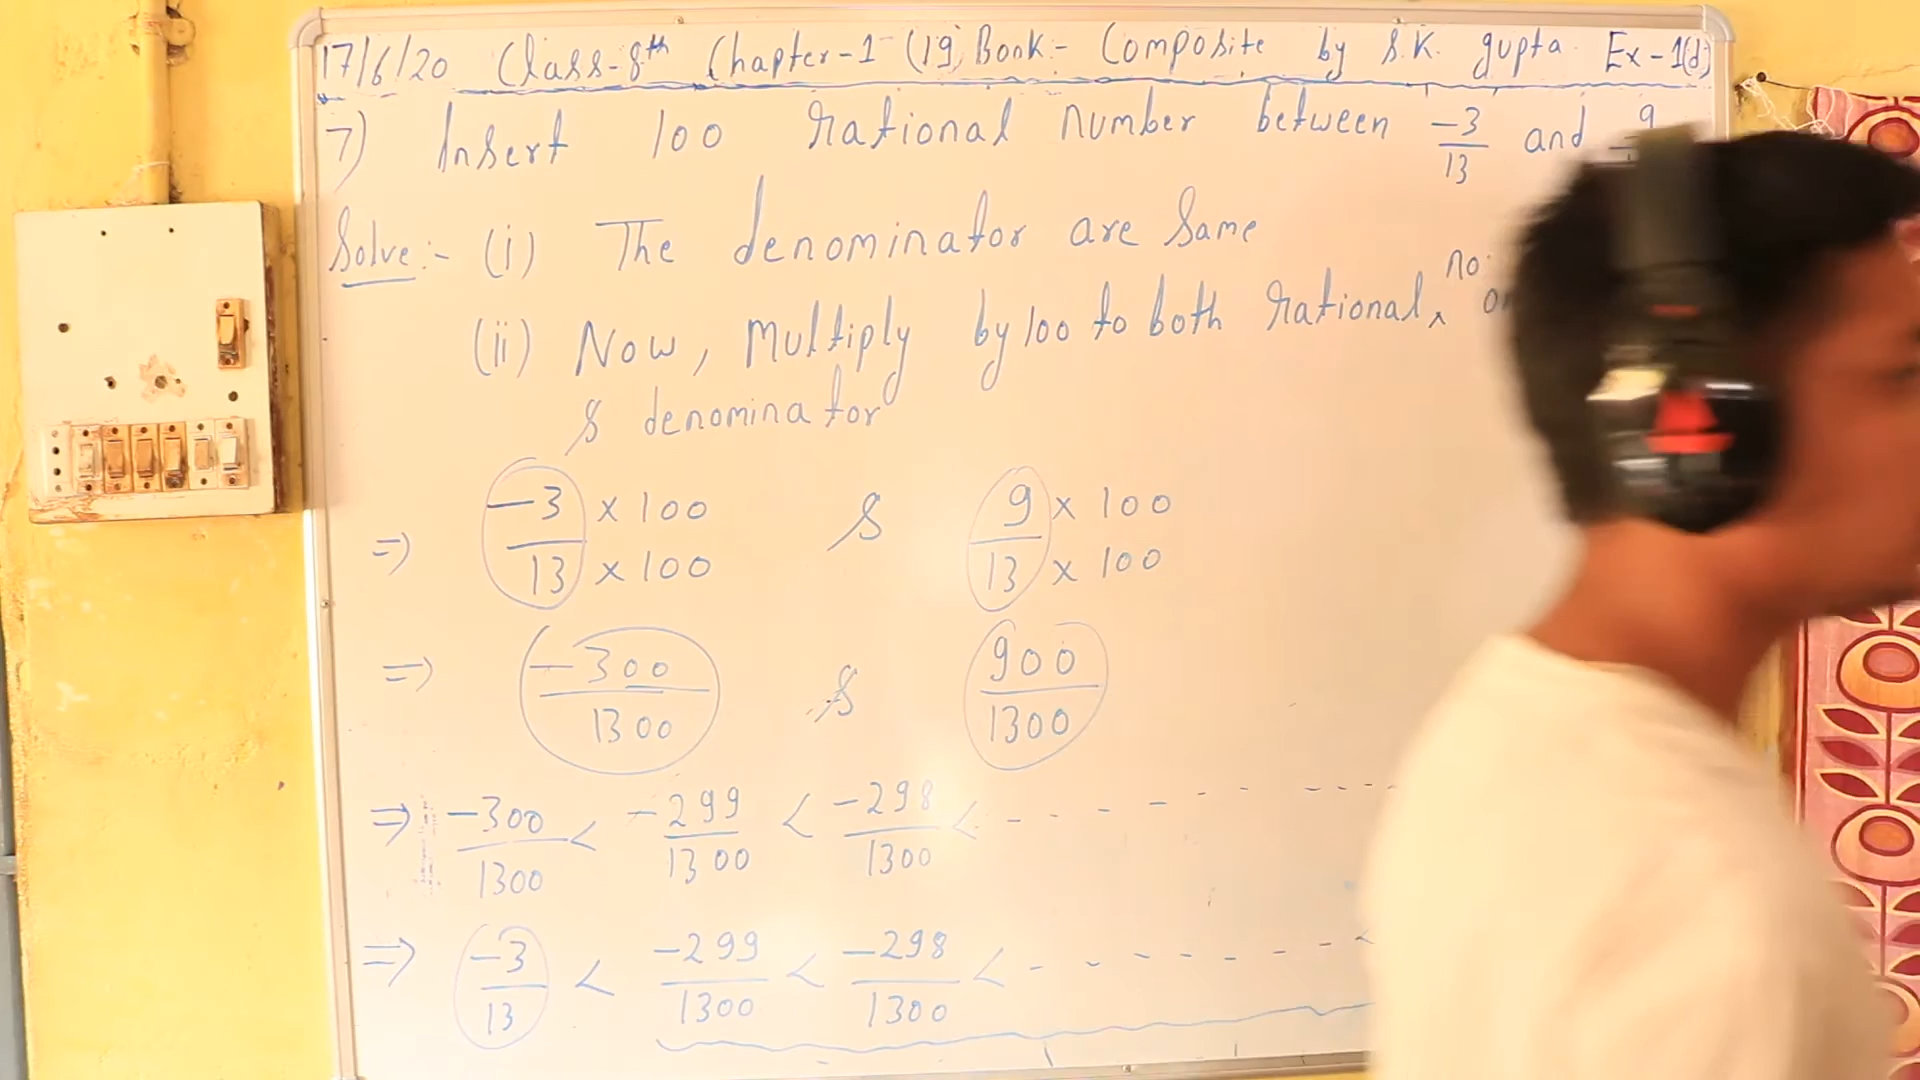 17/6/20 Class-8th Chapter-1 (19) Book:- Composite by S.K. gupta Ex-1(d)
7) Insert 100 rational number between -3/13 and 9
Solve:- (i) The denominator are same
(ii) Now, Multiply by 100 to both rational no.
& denominator
=> -3 × 100 / 13 × 100 & 9 × 100 / 13 × 100
=> -300/1300 & 900/1300
=> -300/1300 < -299/1300 < -298/1300 < - - - - - - - - -
=> -3/13 < -299/1300 < -298/1300 < - - - - - - - <